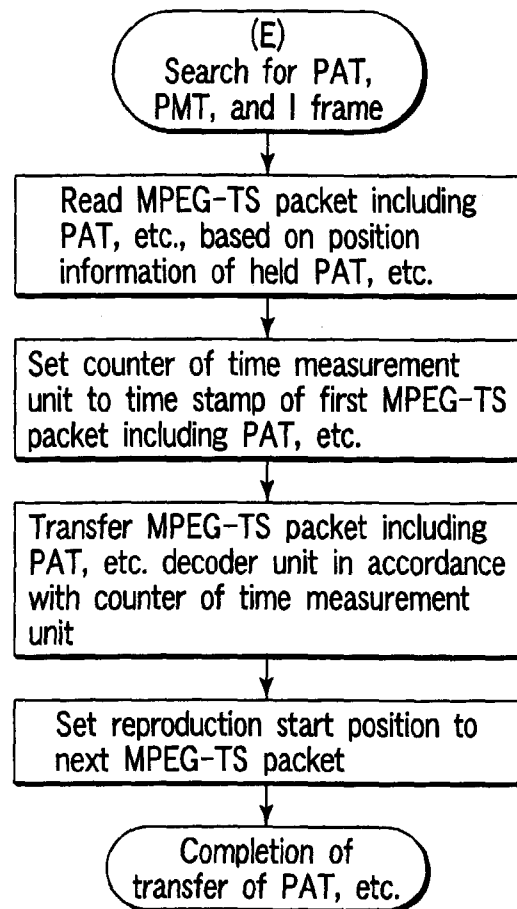 (E)
Search for PAT,
PMT, and I frame
Read MPEG-TS packet including
PAT, etc., based on position
information of held PAT, etc.
Set counter of time measurement
unit to time stamp of first MPEG-TS
packet including PAT, etc.
Transfer MPEG-TS packet including
PAT, etc. decoder unit in accordance
with counter of time measurement
unit
Set reproduction start position to
next MPEG-TS packet
Completion of
transfer of PAT, etc.